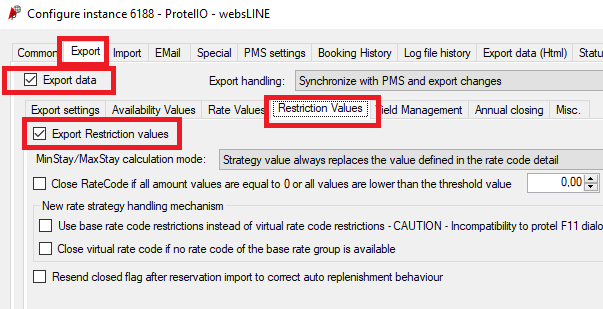 Configure instance 6188 - ProtelIO - websLINE
Common Export Import EMail Special PMS settings Booking History Log file history Export data (Html) Statu
Export data Export handling: Synchronize with PMS and export changes
Export settings Availability Values Rate Values Restriction Values Field Management Annual closing Misc.
Export Restriction values
MinStay/MaxStay calculation mode: Strategy value always replaces the value defined in the rate code detail
Close RateCode if all amount values are equal to 0 or all values are lower than the threshold value 0,00
New rate strategy handling mechanism
Use base rate code restrictions instead of virtual rate code restrictions - CAUTION - Incompatibility to protel F11 dialo
Close virtual rate code if no rate code of the base rate group is available
Resend closed flag after reservation import to correct auto replenishment behaviour